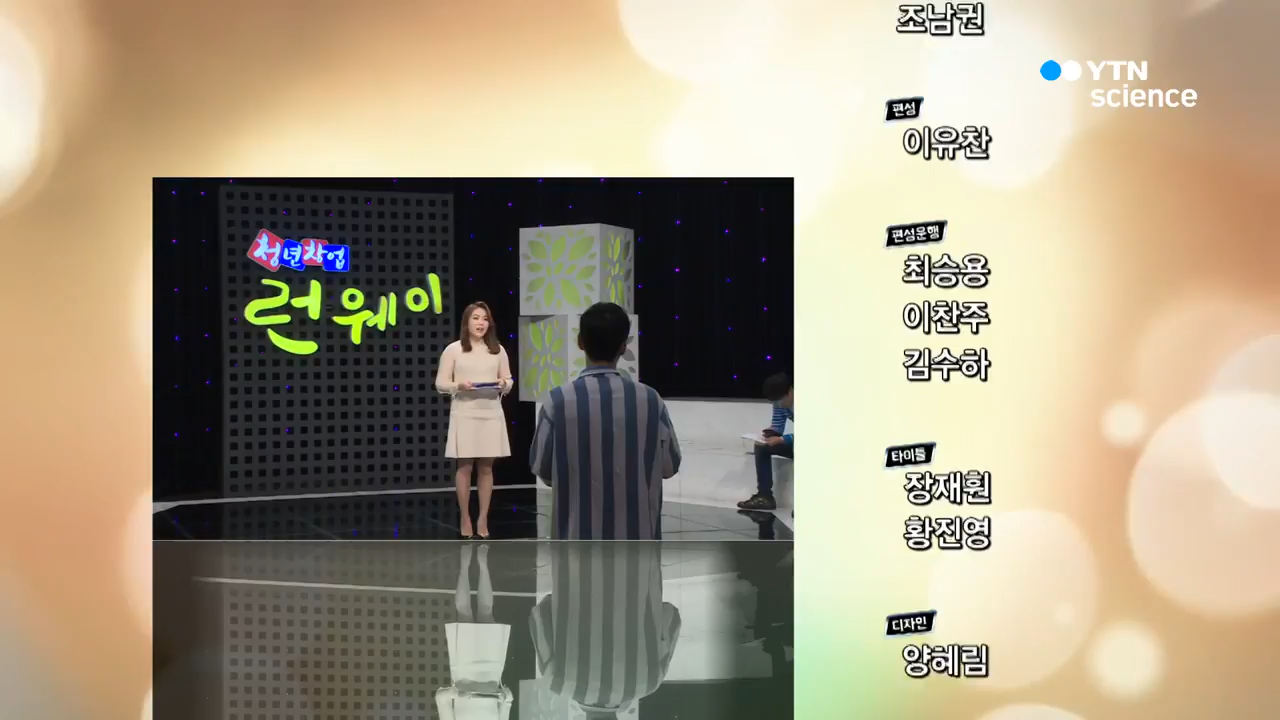 조남권
YTN
science
편성
이유찬
편성운행
최승용
이찬주
김수하
타이틀
장재훤
황진영
디자인
양혜림
청년창업
런웨이